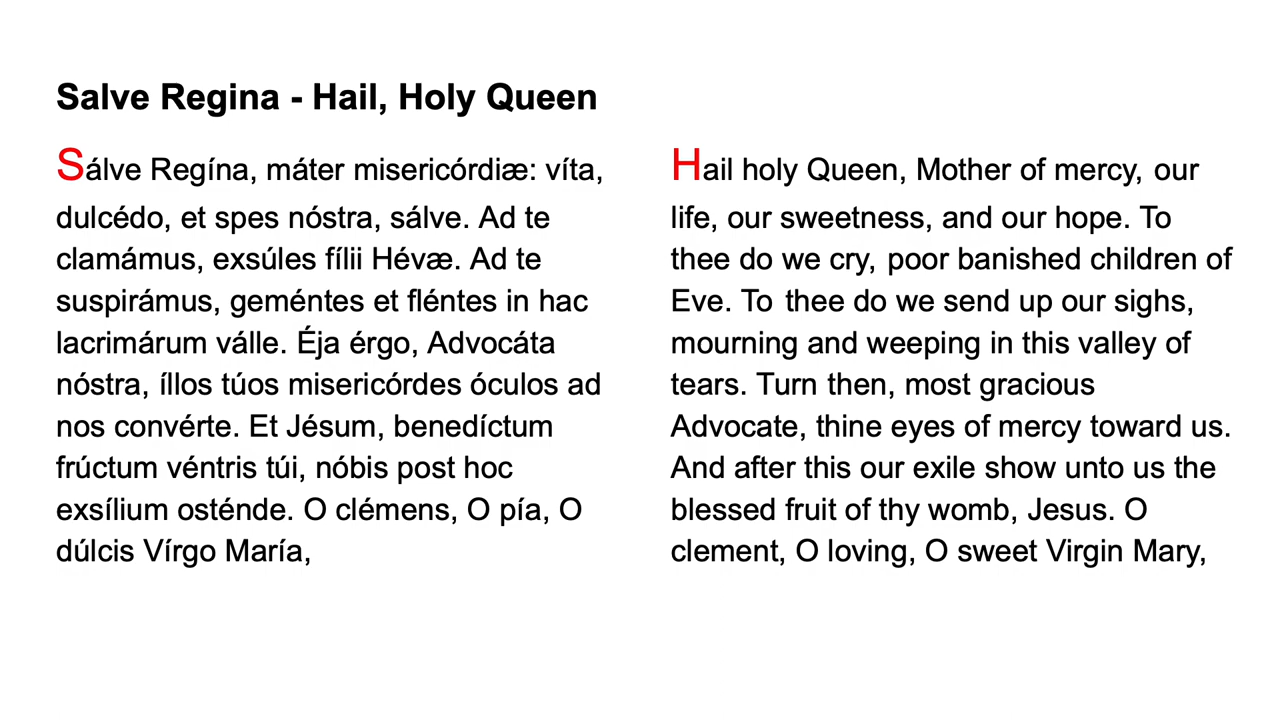 Salve Regina - Hail, Holy Queen
Sálve Regína, máter misericórdiæ: víta,
dulcédo, et spes nóstra, sálve. Ad te
clamámus, exsúles fílii Hévæ. Ad te
suspirámus, geméntes et fléntes in hac
lacrimárum válle. Éja érgo, Advocáta
nóstra, íllos túos misericórdes óculos ad
nos convérte. Et Jésum, benedíctum
frúctum véntris túi, nóbis post hoc
exsílium osténde. O clémens, O pía, O
dúlcis Vírgo María,
Hail holy Queen, Mother of mercy, our
life, our sweetness, and our hope. To
thee do we cry, poor banished children of
Eve. To thee do we send up our sighs,
mourning and weeping in this valley of
tears. Turn then, most gracious
Advocate, thine eyes of mercy toward us.
And after this our exile show unto us the
blessed fruit of thy womb, Jesus. O
clement, O loving, O sweet Virgin Mary,